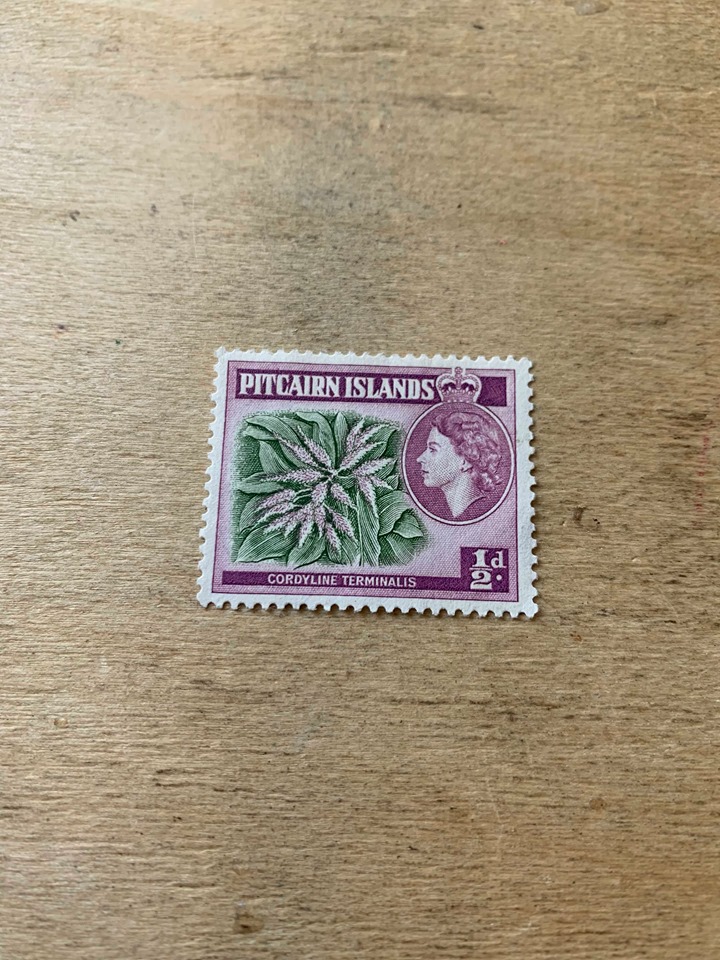 PITCAIRN ISLANDS
CORDYLINE TERMINALIS
½d.